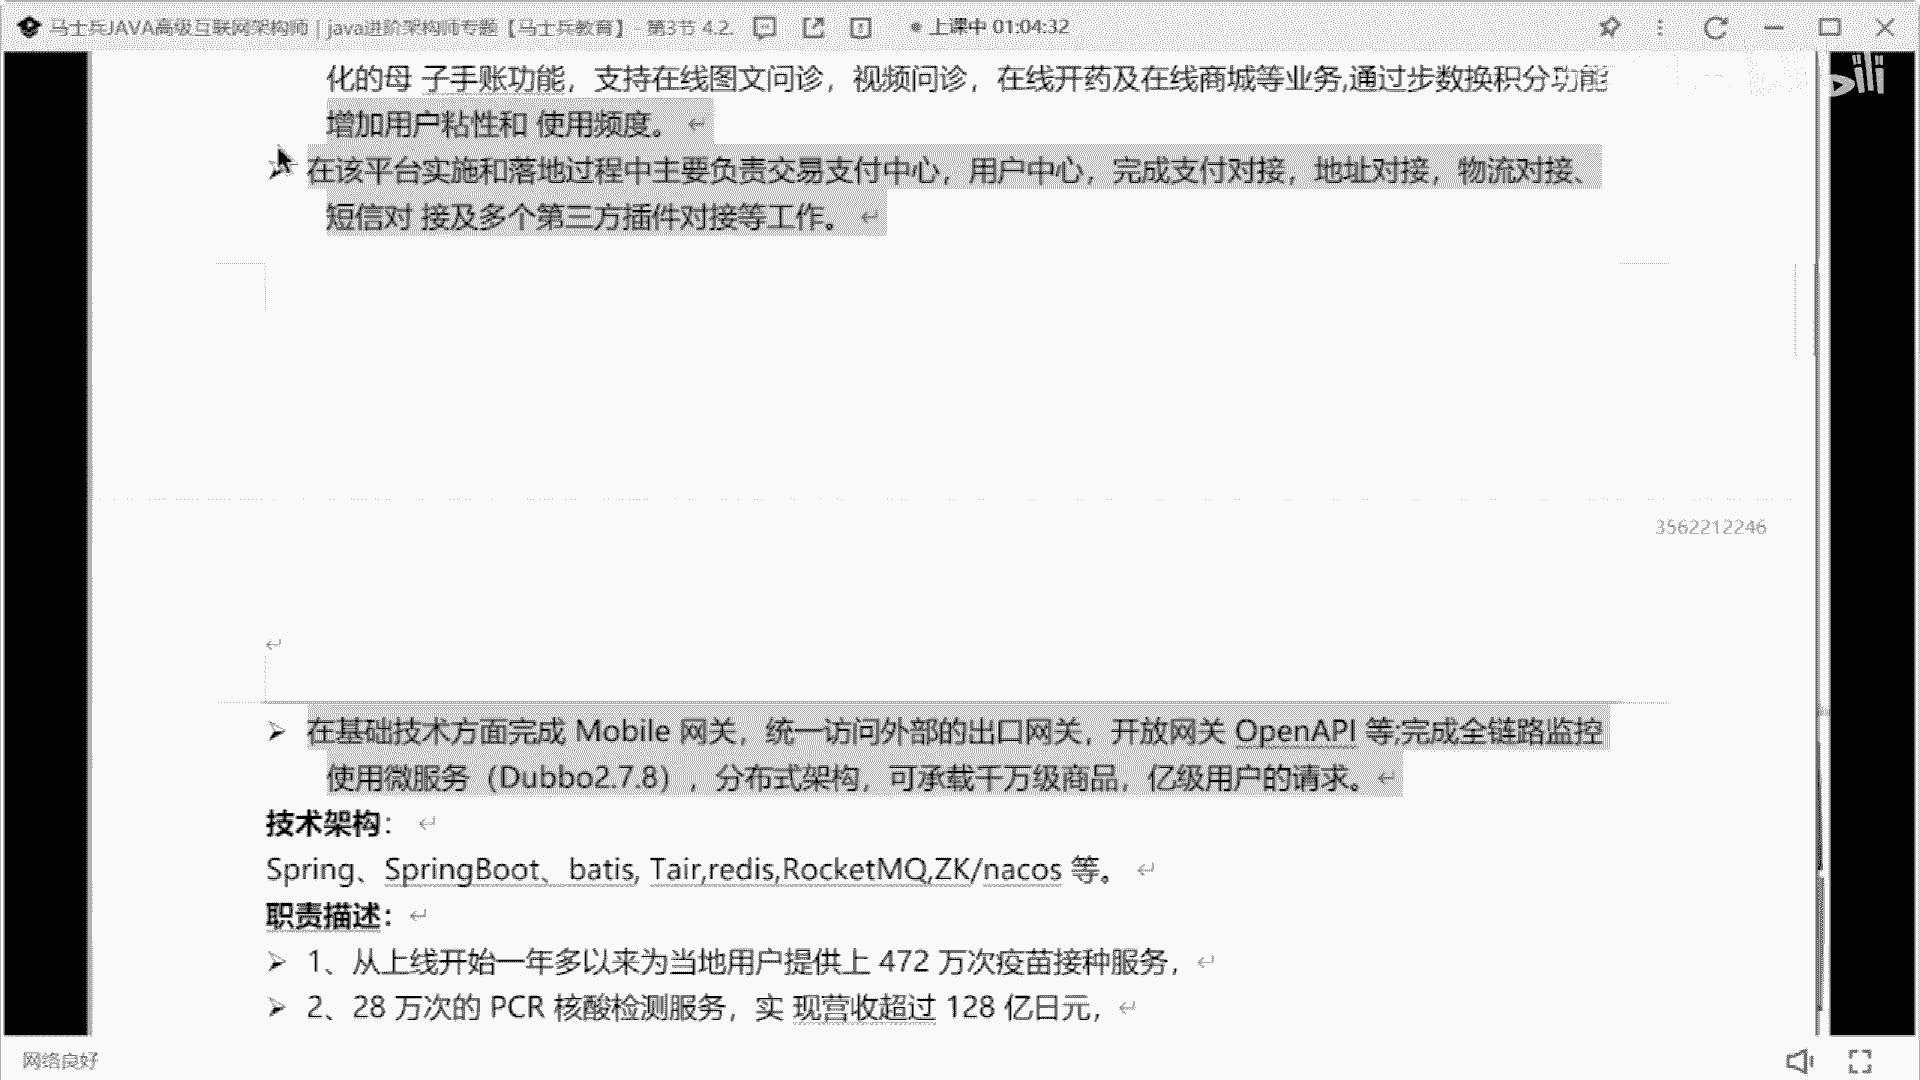 马士兵JAVA高级互联网架构师 | java进阶架构师专题【马士兵教育】- 第3节 4.2. 上课中 01:04:32
化的母 子手账功能，支持在线图文问诊，视频问诊，在线开药及在线商城等业务,通过步数换积分功能
增加用户粘性和 使用频度。
➢ 在该平台实施和落地过程中主要负责交易支付中心，用户中心，完成支付对接，地址对接，物流对接、
短信对 接及多个第三方插件对接等工作。
3562212246
➢ 在基础技术方面完成 Mobile 网关，统一访问外部的出口网关，开放网关 OpenAPI 等;完成全链路监控
使用微服务（Dubbo2.7.8），分布式架构，可承载千万级商品，亿级用户的请求。
技术架构：
Spring、SpringBoot、batis, Tair,redis,RocketMQ,ZK/nacos 等。
职责描述：
➢ 1、从上线开始一年多以来为当地用户提供上 472 万次疫苗接种服务，
➢ 2、28 万次的 PCR 核酸检测服务，实 现营收超过 128 亿日元，
网络良好